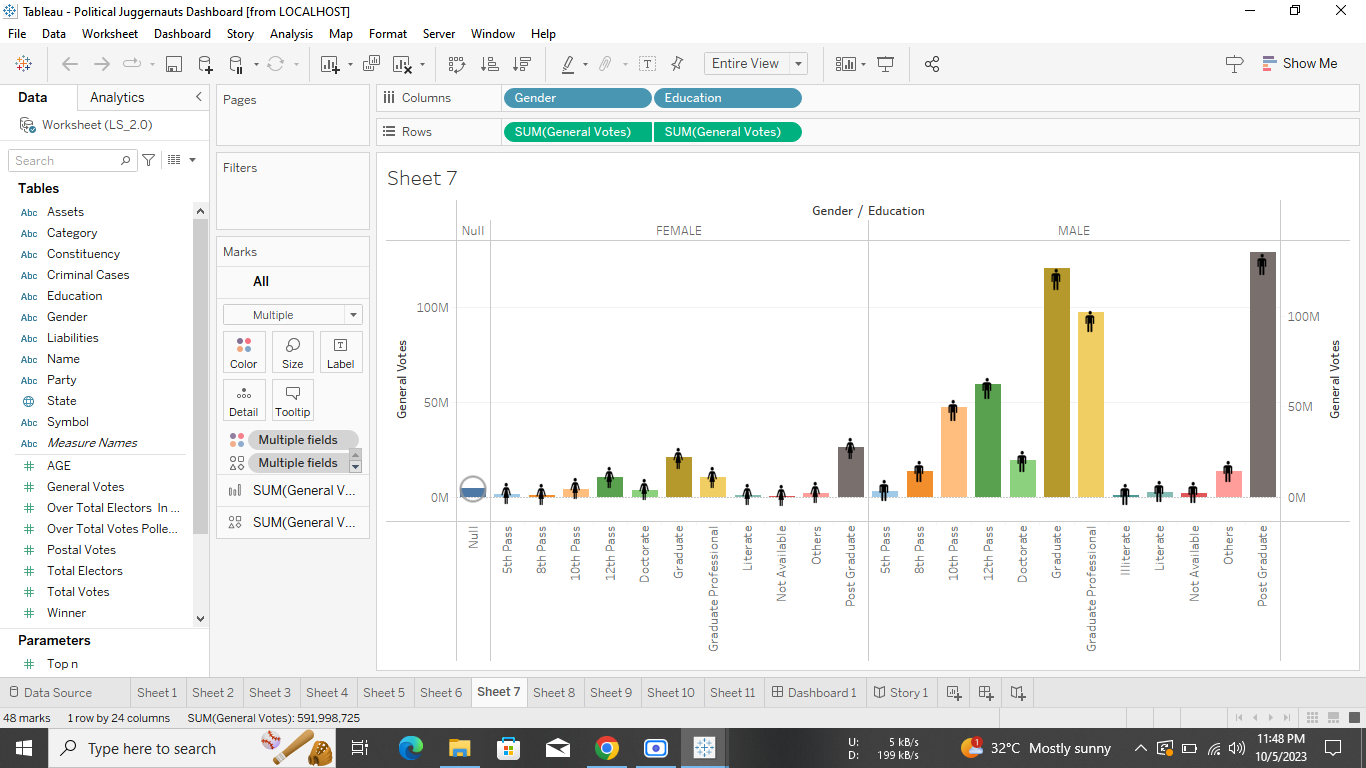 Tableau - Political Juggernauts Dashboard [from LOCALHOST]
File Data Worksheet Dashboard Story Analysis Map Format Server Window Help
Entire View
Show Me
Data Analytics
Worksheet (LS_2.0)
Search
Tables
Abc Assets
Abc Category
Abc Constituency
Abc Criminal Cases
Abc Education
Abc Gender
Abc Liabilities
Abc Name
Abc Party
State
Abc Symbol
Abc Measure Names
# AGE
# General Votes
# Over Total Electors In ...
# Over Total Votes Polle...
# Postal Votes
# Total Electors
# Total Votes
# Winner
Parameters
# Top n
Pages
Filters
Marks
All
Multiple
Color Size Label
Detail Tooltip
Multiple fields
Multiple fields
SUM(General V...
SUM(General V...
Columns Gender Education
Rows SUM(General Votes) SUM(General Votes)
Sheet 7
Gender / Education
Null FEMALE MALE
General Votes
100M
50M
0M
100M
50M
0M
General Votes
Null
5th Pass
8th Pass
10th Pass
12th Pass
Doctorate
Graduate
Graduate Professional
Literate
Not Available
Others
Post Graduate
5th Pass
8th Pass
10th Pass
12th Pass
Doctorate
Graduate
Graduate Professional
Illiterate
Literate
Not Available
Others
Post Graduate
Data Source Sheet 1 Sheet 2 Sheet 3 Sheet 4 Sheet 5 Sheet 6 Sheet 7 Sheet 8 Sheet 9 Sheet 10 Sheet 11 Dashboard 1 Story 1
48 marks 1 row by 24 columns SUM(General Votes): 591,998,725
Type here to search
U: 5 kB/s
D: 199 kB/s
1
32°C Mostly sunny
11:48 PM
10/5/2023